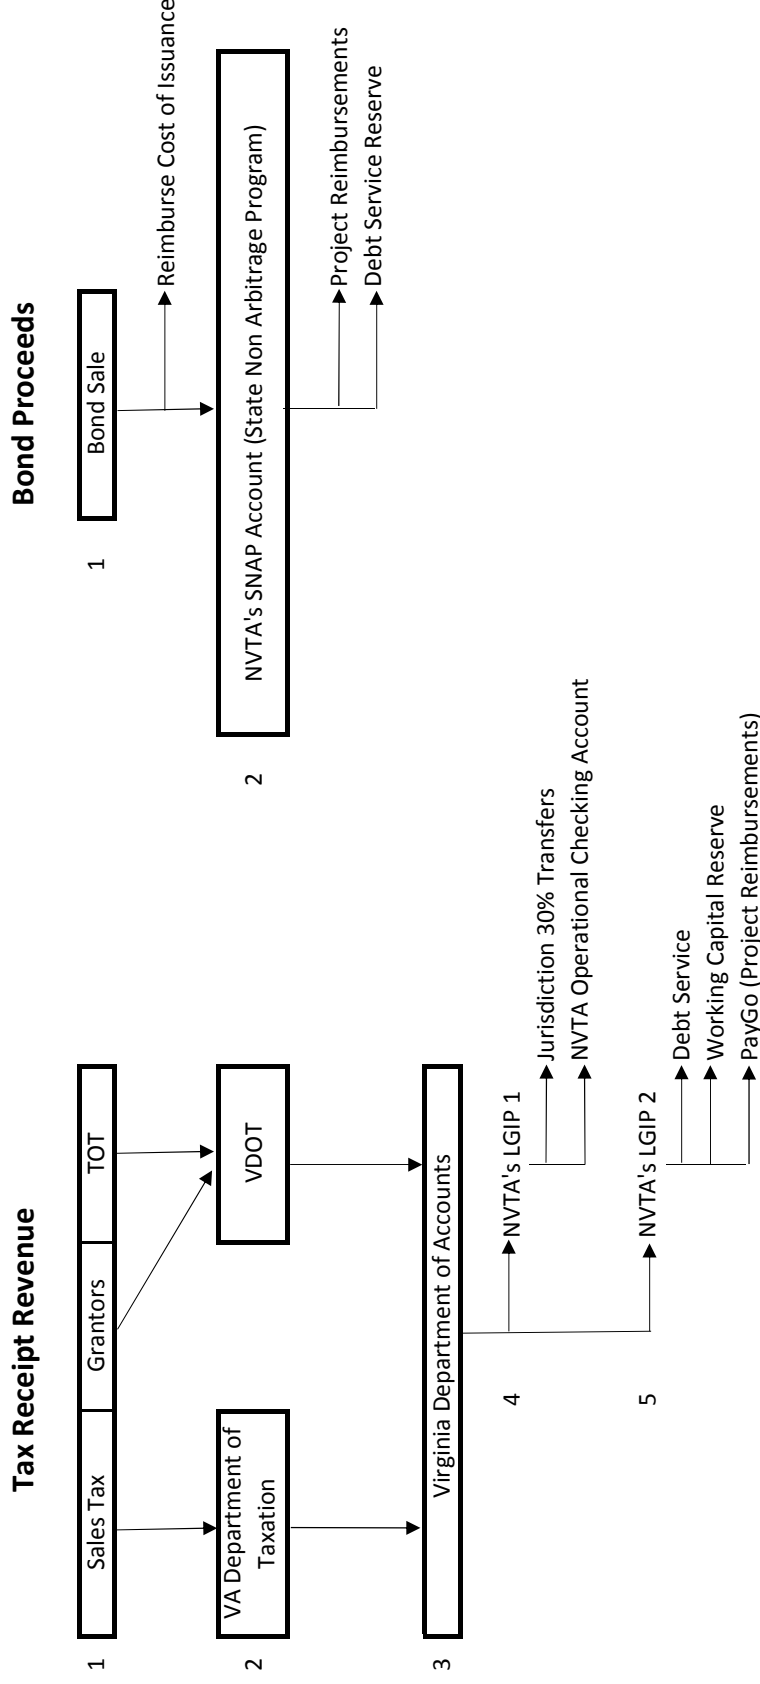 Tax Receipt Revenue
1
Sales Tax
Grantors
TOT
2
VA Department of
Taxation
VDOT
3
Virginia Department of Accounts
4
NVTA's LGIP 1
Jurisdiction 30% Transfers
NVTA Operational Checking Account
5
NVTA's LGIP 2
Debt Service
Working Capital Reserve
PayGo (Project Reimbursements)
Bond Proceeds
1
Bond Sale
Reimburse Cost of Issuance
2
NVTA's SNAP Account (State Non Arbitrage Program)
Project Reimbursements
Debt Service Reserve